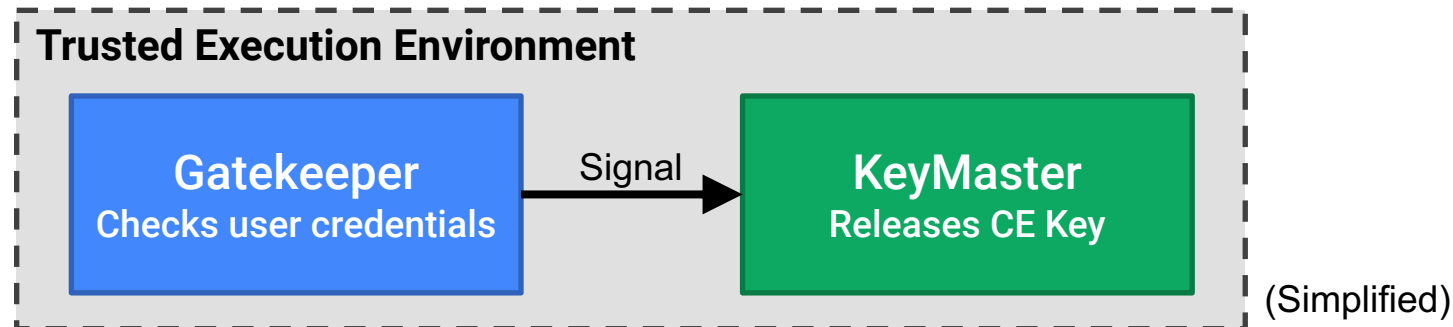 Trusted Execution Environment
Gatekeeper
Checks user credentials
Signal
KeyMaster
Releases CE Key
(Simplified)